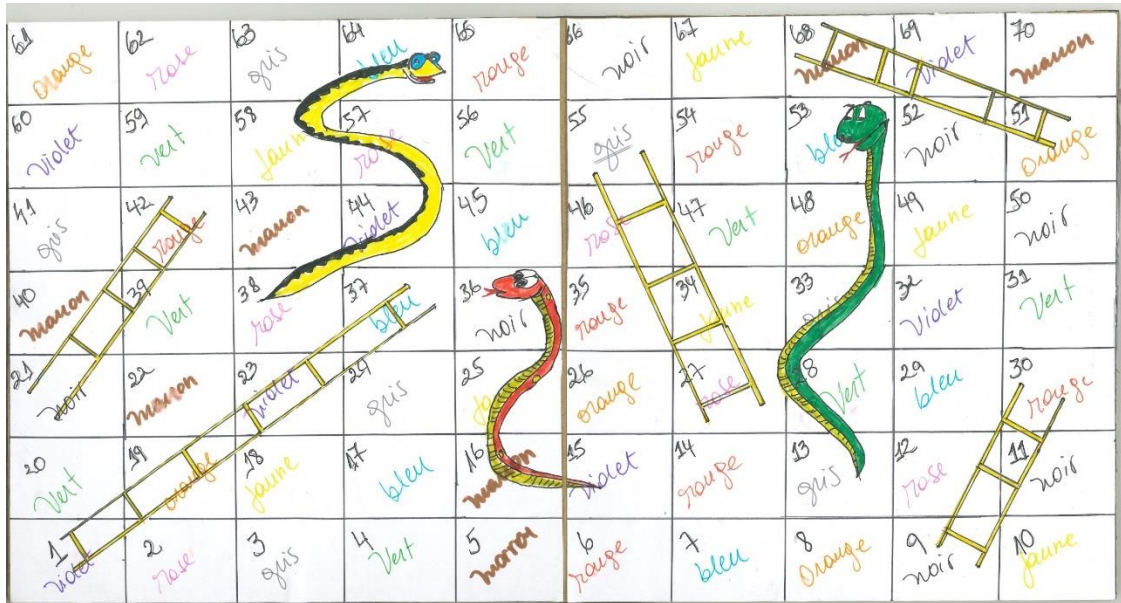 61 62 63 64 65 66 67 68 69 70
orange rose gris bleu rouge noir jaune marron violet marron
60 59 58 57 56 55 54 53 52 51
violet vert jaun rose vert gris rouge bleu noir orange
41 42 43 44 45 46 47 48 49 50
gris rouge marron violet bleu rose vert orange jaune noir
40 39 38 37 36 35 34 33 32 31
marron vert rose bleu noir rouge jaune gris violet vert
21 22 23 24 25 26 27 8 29 30
noir marron violet gris ja orange rose vert bleu rouge
20 19 18 17 16 15 14 13 12 11
vert orange jaune bleu marron violet rouge gris rose noir
1 2 3 4 5 6 7 8 9 10
violet rose gris vert marron rouge bleu orange noir jaune